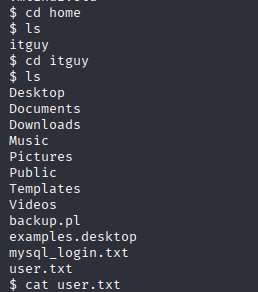 $ cd home
$ ls
itguy
$ cd itguy
$ ls
Desktop
Documents
Downloads
Music
Pictures
Public
Templates
Videos
backup.pl
examples.desktop
mysql_login.txt
user.txt
$ cat user.txt